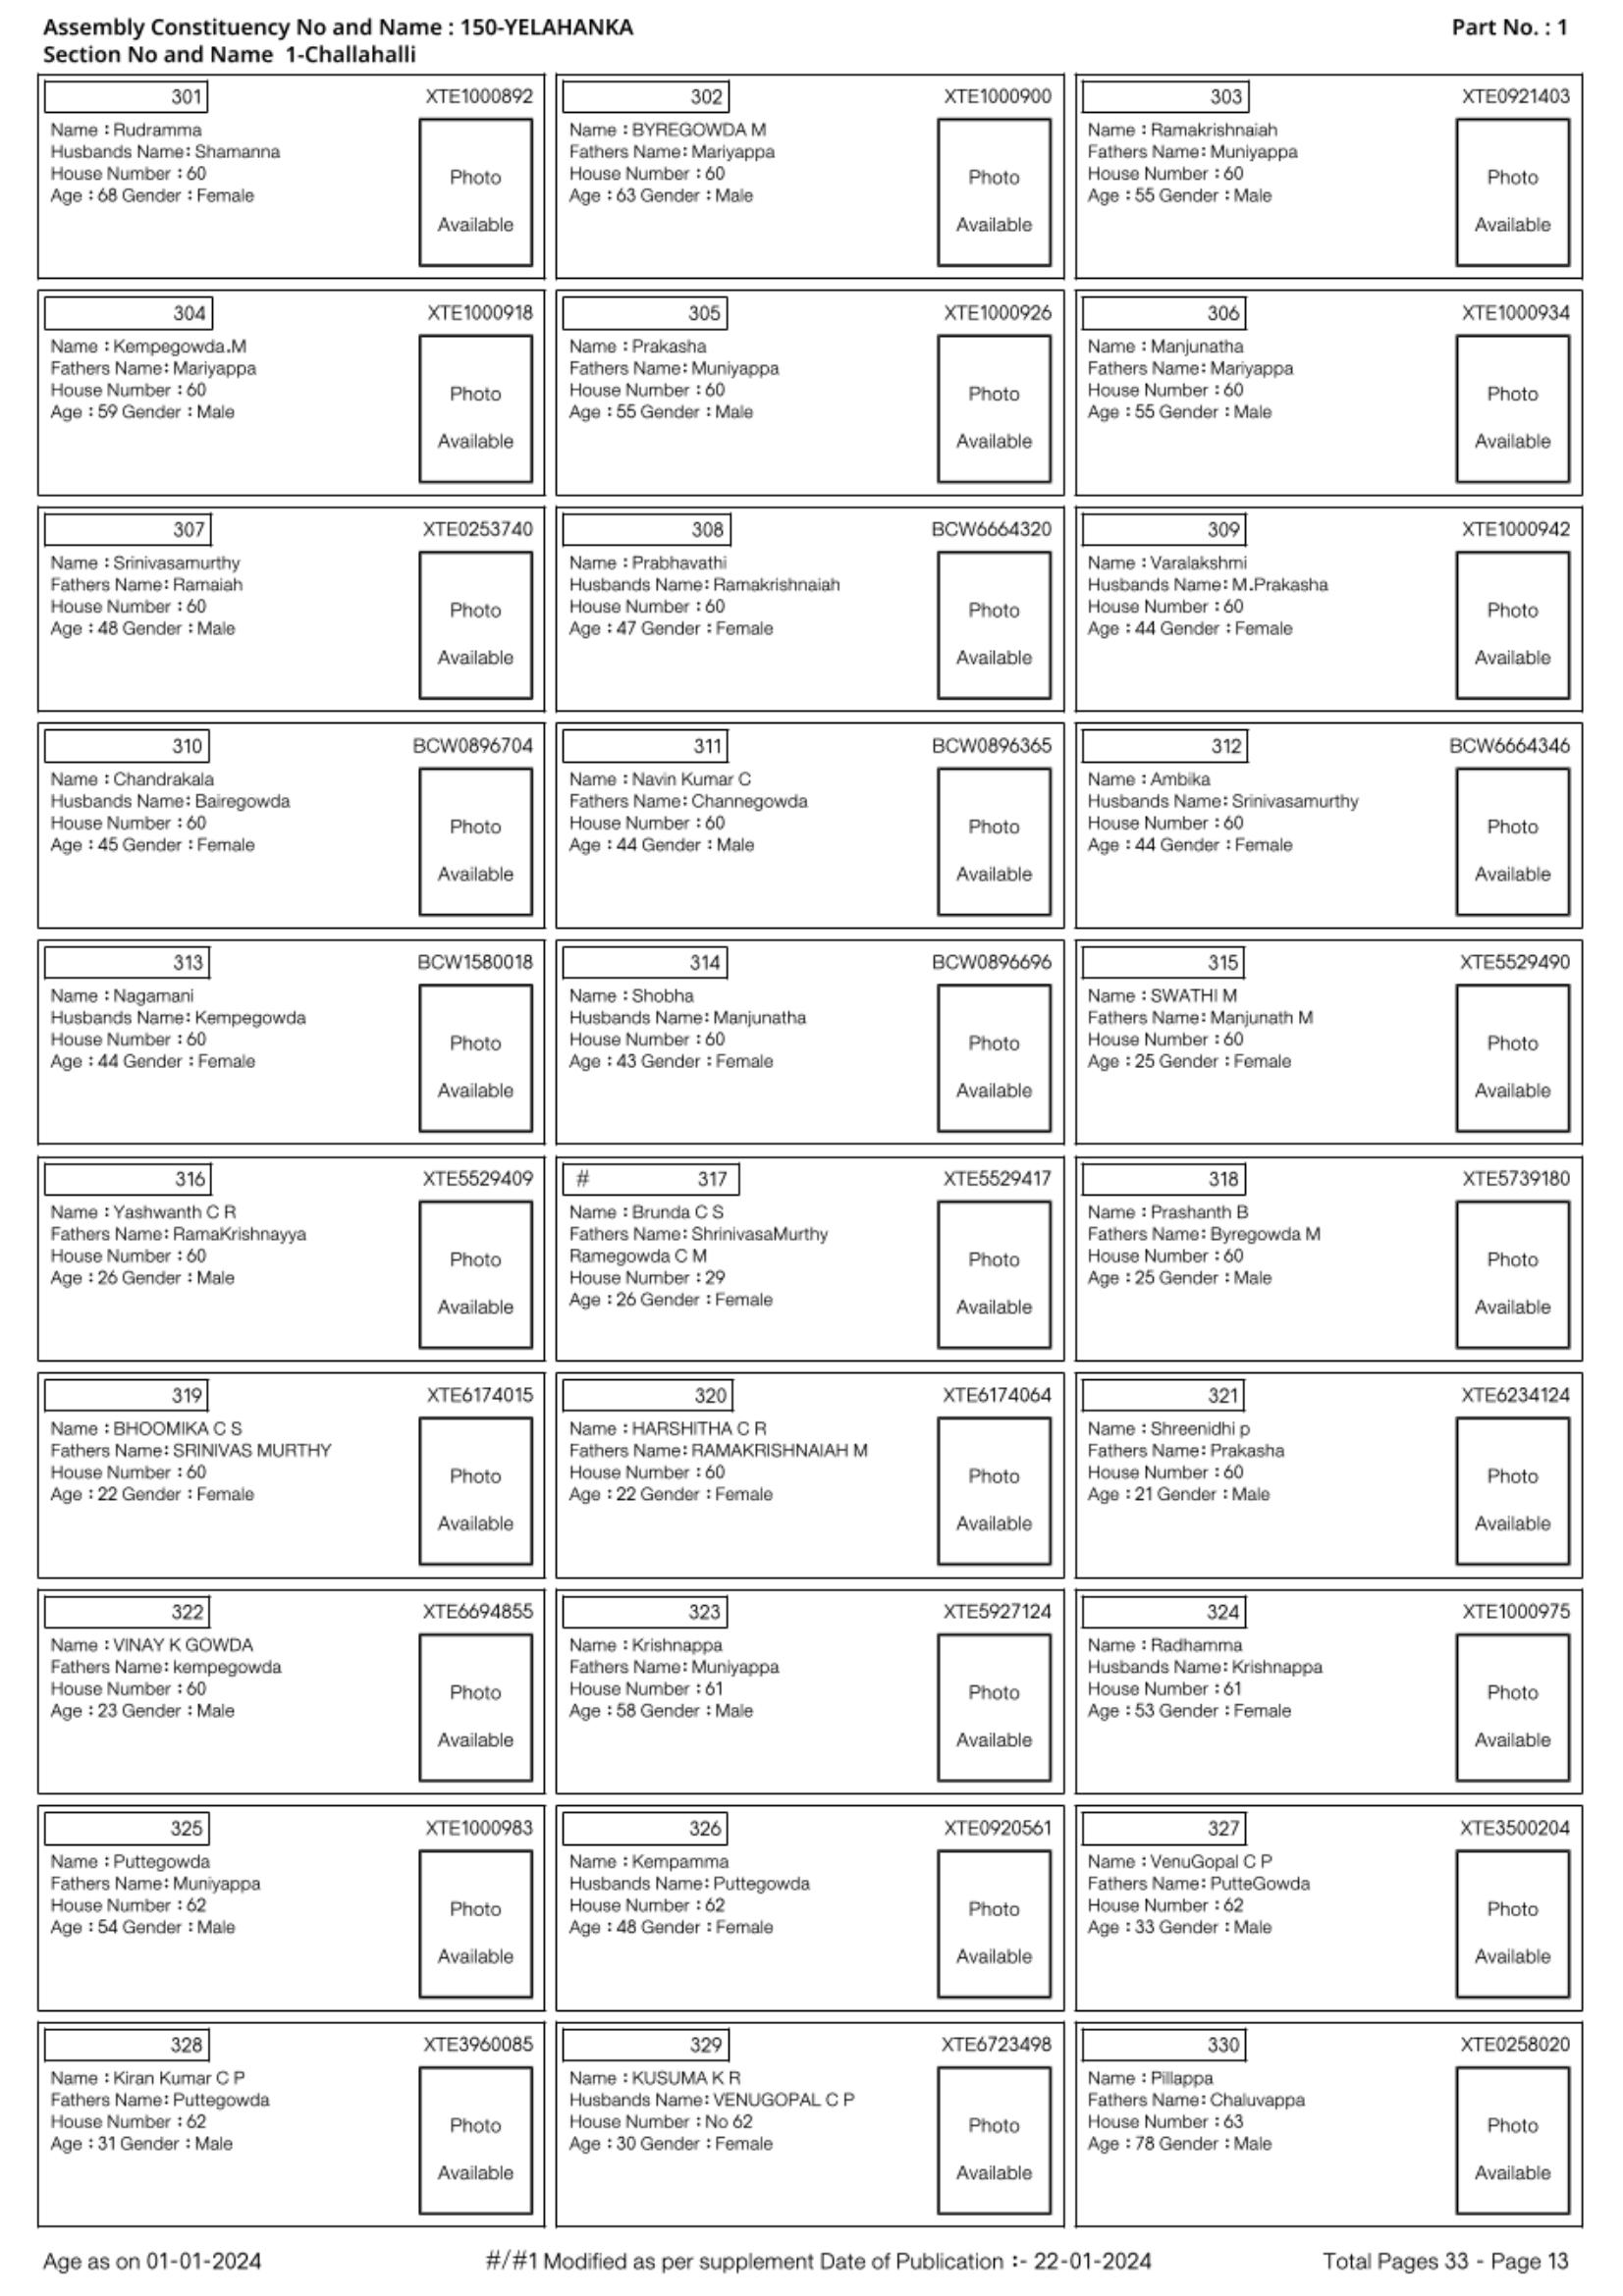 Assembly Constituency No and Name : 150-YELAHANKA
Part No. : 1
Section No and Name 1-Challahalli
301 XTE1000892
Name : Rudramma
Husbands Name: Shamanna
House Number : 60
Age : 68 Gender : Female
Photo
Available
302 XTE1000900
Name : BYREGOWDA M
Fathers Name: Mariyappa
House Number : 60
Age : 63 Gender : Male
Photo
Available
303 XTE0921403
Name : Ramakrishnaiah
Fathers Name: Muniyappa
House Number : 60
Age : 55 Gender : Male
Photo
Available
304 XTE1000918
Name : Kempegowda.M
Fathers Name: Mariyappa
House Number : 60
Age : 59 Gender : Male
Photo
Available
305 XTE1000926
Name : Prakasha
Fathers Name: Muniyappa
House Number : 60
Age : 55 Gender : Male
Photo
Available
306 XTE1000934
Name : Manjunatha
Fathers Name: Mariyappa
House Number : 60
Age : 55 Gender : Male
Photo
Available
307 XTE0253740
Name : Srinivasamurthy
Fathers Name: Ramaiah
House Number : 60
Age : 48 Gender : Male
Photo
Available
308 BCW6664320
Name : Prabhavathi
Husbands Name: Ramakrishnaiah
House Number : 60
Age : 47 Gender : Female
Photo
Available
309 XTE1000942
Name : Varalakshmi
Husbands Name: M.Prakasha
House Number : 60
Age : 44 Gender : Female
Photo
Available
310 BCW0896704
Name : Chandrakala
Husbands Name: Bairegowda
House Number : 60
Age : 45 Gender : Female
Photo
Available
311 BCW0896365
Name : Navin Kumar C
Fathers Name: Channegowda
House Number : 60
Age : 44 Gender : Male
Photo
Available
312 BCW6664346
Name : Ambika
Husbands Name: Srinivasamurthy
House Number : 60
Age : 44 Gender : Female
Photo
Available
313 BCW1580018
Name : Nagamani
Husbands Name: Kempegowda
House Number : 60
Age : 44 Gender : Female
Photo
Available
314 BCW0896696
Name : Shobha
Husbands Name: Manjunatha
House Number : 60
Age : 43 Gender : Female
Photo
Available
315 XTE5529490
Name : SWATHI M
Fathers Name: Manjunath M
House Number : 60
Age : 25 Gender : Female
Photo
Available
316 XTE5529409
Name : Yashwanth C R
Fathers Name: RamaKrishnayya
House Number : 60
Age : 26 Gender : Male
Photo
Available
# 317 XTE5529417
Name : Brunda C S
Fathers Name: ShrinivasaMurthy
Ramegowda C M
House Number : 29
Age : 26 Gender : Female
Photo
Available
318 XTE5739180
Name : Prashanth B
Fathers Name: Byregowda M
House Number : 60
Age : 25 Gender : Male
Photo
Available
319 XTE6174015
Name : BHOOMIKA C S
Fathers Name: SRINIVAS MURTHY
House Number : 60
Age : 22 Gender : Female
Photo
Available
320 XTE6174064
Name : HARSHITHA C R
Fathers Name: RAMAKRISHNAIAH M
House Number : 60
Age : 22 Gender : Female
Photo
Available
321 XTE6234124
Name : Shreenidhi p
Fathers Name: Prakasha
House Number : 60
Age : 21 Gender : Male
Photo
Available
322 XTE6694855
Name : VINAY K GOWDA
Fathers Name: kempegowda
House Number : 60
Age : 23 Gender : Male
Photo
Available
323 XTE5927124
Name : Krishnappa
Fathers Name: Muniyappa
House Number : 61
Age : 58 Gender : Male
Photo
Available
324 XTE1000975
Name : Radhamma
Husbands Name: Krishnappa
House Number : 61
Age : 53 Gender : Female
Photo
Available
325 XTE1000983
Name : Puttegowda
Fathers Name: Muniyappa
House Number : 62
Age : 54 Gender : Male
Photo
Available
326 XTE0920561
Name : Kempamma
Husbands Name: Puttegowda
House Number : 62
Age : 48 Gender : Female
Photo
Available
327 XTE3500204
Name : VenuGopal C P
Fathers Name: PutteGowda
House Number : 62
Age : 33 Gender : Male
Photo
Available
328 XTE3960085
Name : Kiran Kumar C P
Fathers Name: Puttegowda
House Number : 62
Age : 31 Gender : Male
Photo
Available
329 XTE6723498
Name : KUSUMA K R
Husbands Name: VENUGOPAL C P
House Number : No 62
Age : 30 Gender : Female
Photo
Available
330 XTE0258020
Name : Pillappa
Fathers Name: Chaluvappa
House Number : 63
Age : 78 Gender : Male
Photo
Available
Age as on 01-01-2024
#/#1 Modified as per supplement Date of Publication :- 22-01-2024
Total Pages 33 - Page 13